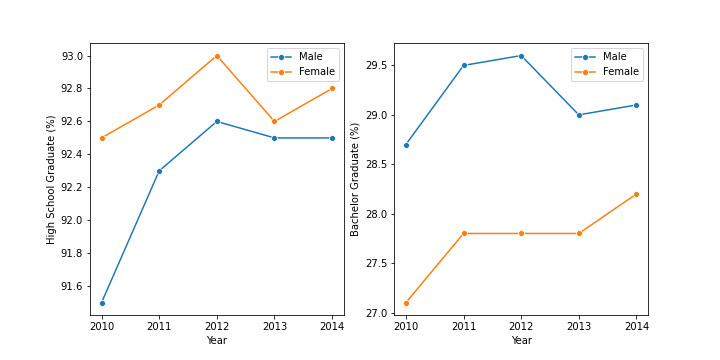 High School Graduate (%)
93.0
92.8
92.6
92.4
92.2
92.0
91.8
91.6
Male
Female
2010 2011 2012 2013 2014
Year
Bachelor Graduate (%)
29.5
29.0
28.5
28.0
27.5
27.0
Male
Female
2010 2011 2012 2013 2014
Year